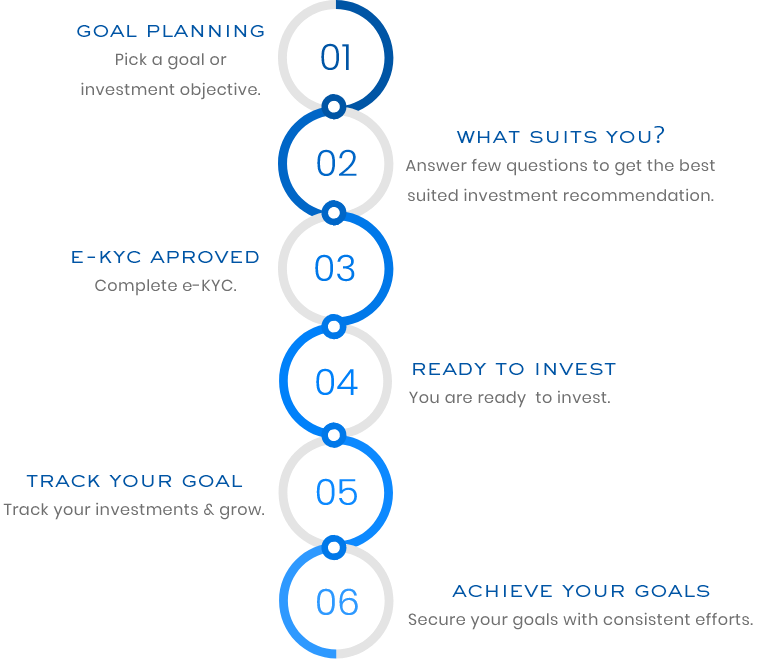 GOAL PLANNING
Pick a goal or
investment objective.
01
WHAT SUITS YOU?
Answer few questions to get the best
suited investment recommendation.
02
E-KYC APROVED
Complete e-KYC.
03
READY TO INVEST
You are ready to invest.
04
TRACK YOUR GOAL
Track your investments & grow.
05
ACHIEVE YOUR GOALS
Secure your goals with consistent efforts.
06